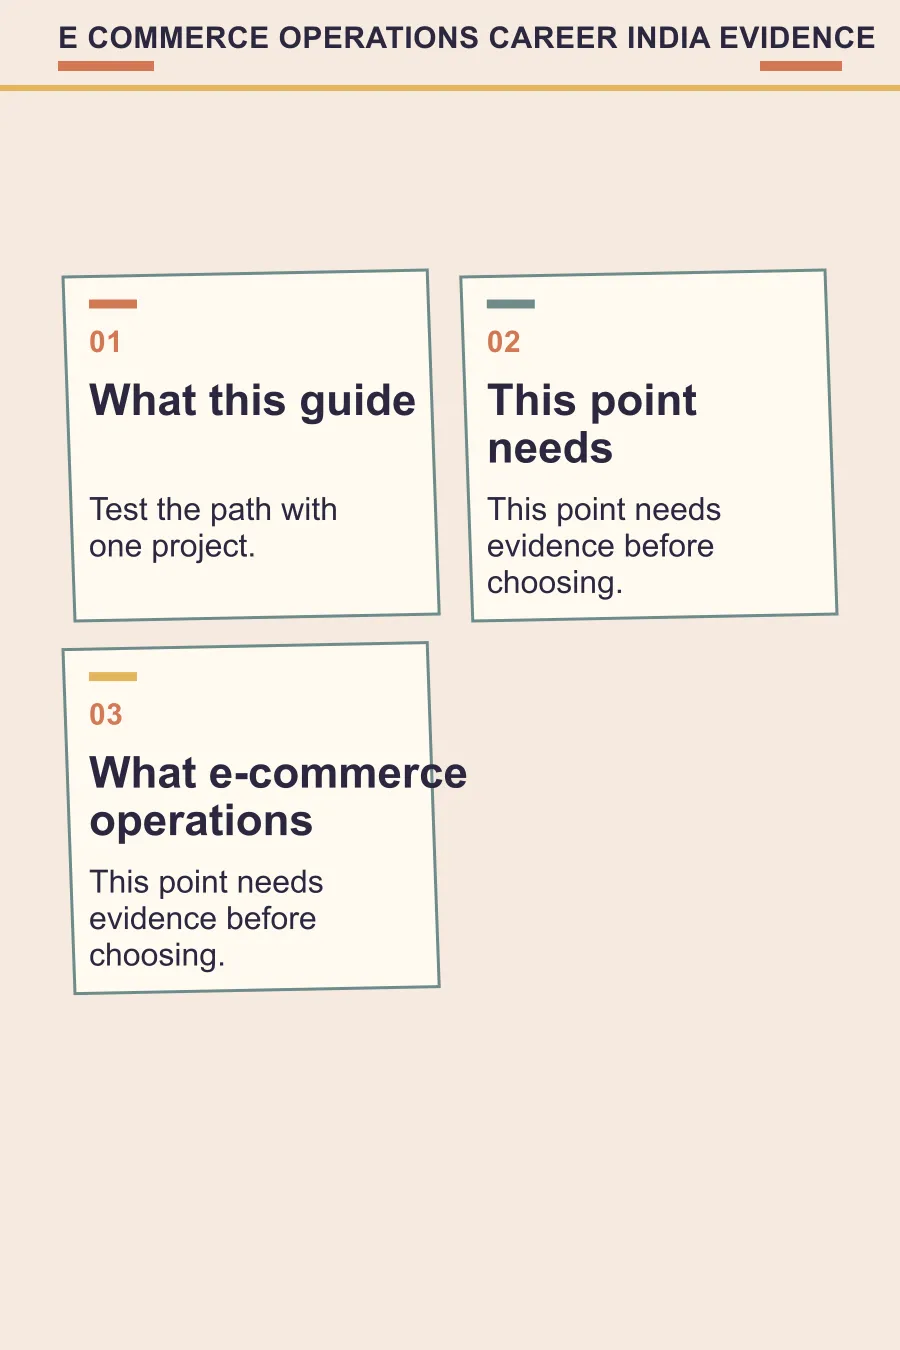 E COMMERCE OPERATIONS CAREER INDIA EVIDENCE
01
What this guide
Test the path with
one project.
02
This point
needs
This point needs
evidence before
choosing.
03
What e-commerce
operations
This point needs
evidence before
choosing.